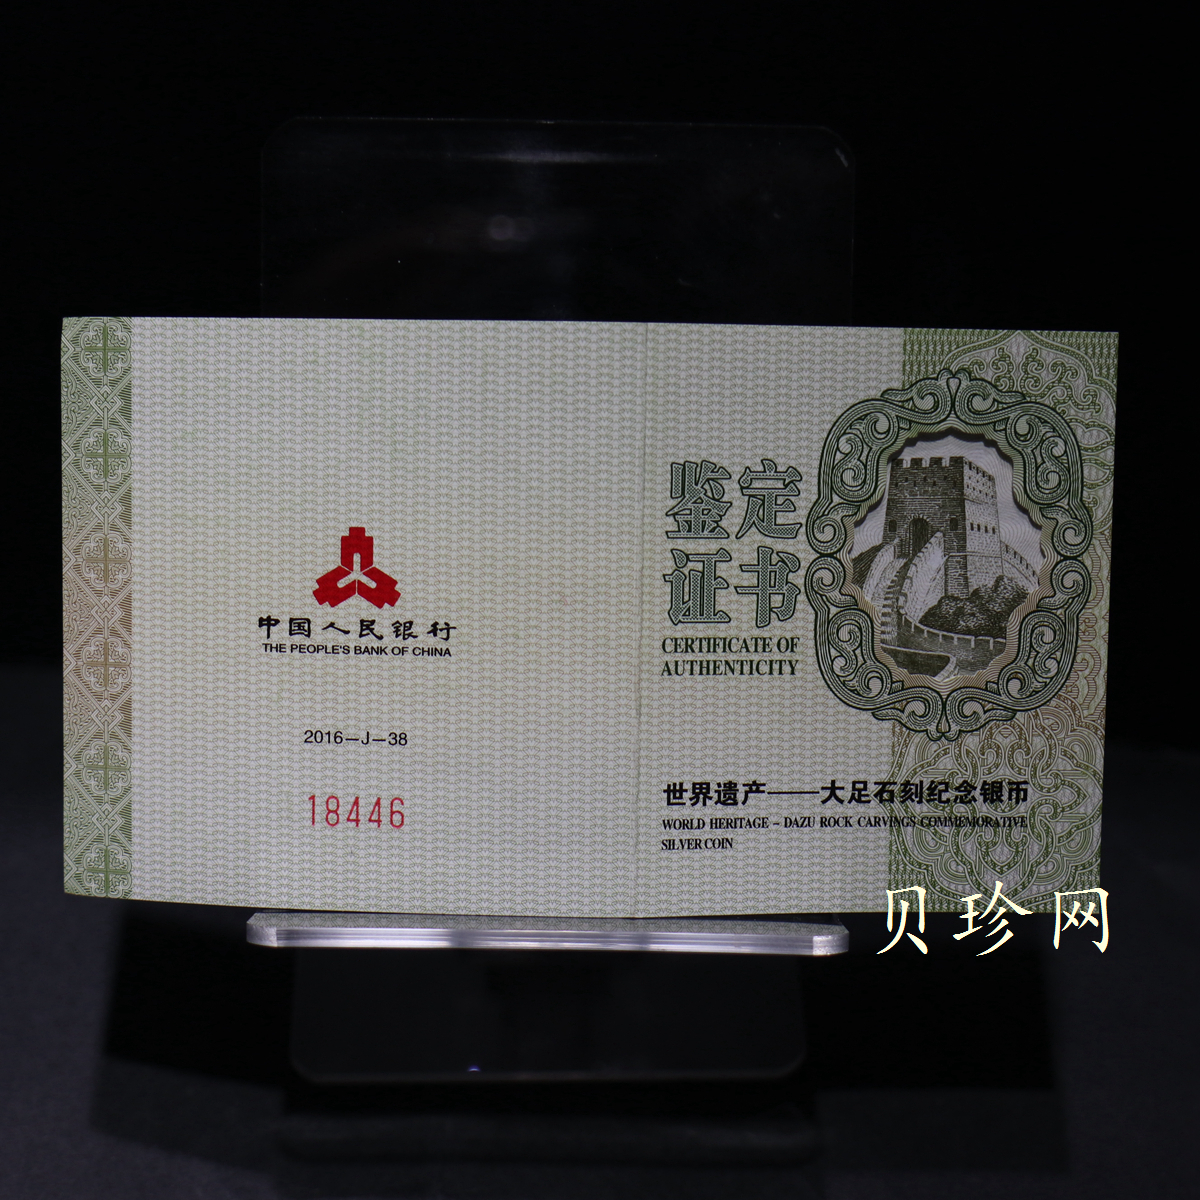 中国人民银行
THE PEOPLE'S BANK OF CHINA
2016—J—38
18446
鉴定
证书
CERTIFICATE OF
AUTHENTICITY
世界遗产——大足石刻纪念银币
WORLD HERITAGE – DAZU ROCK CARVINGS COMMEMORATIVE
SILVER COIN
贝珍网